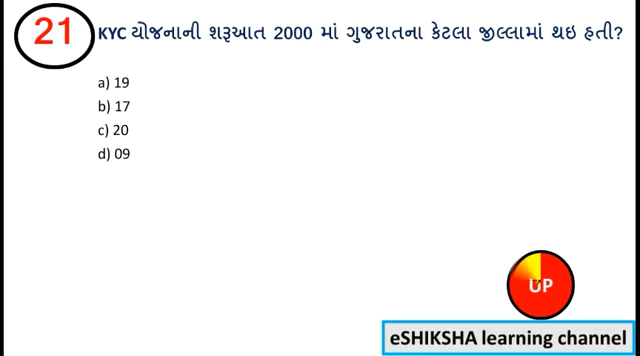 21
KYC યોજનાની શરૂઆત 2000 માં ગુજરાતના કેટલા જીલ્લામાં થઇ હતી?
a) 19
b) 17
c) 20
d) 09
UP
eSHIKSHA learning channel